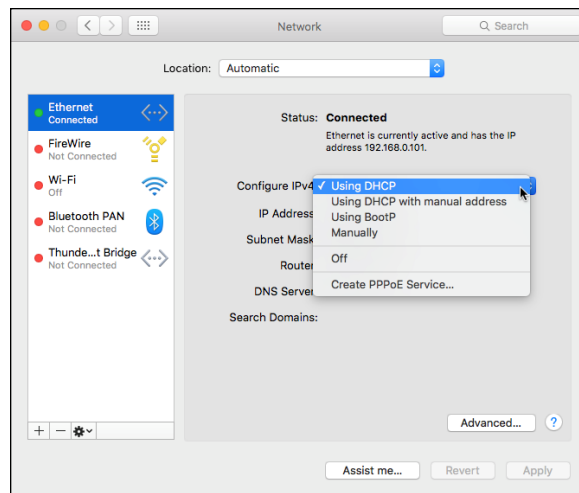 Network
Search
Location: Automatic
Ethernet
Connected
FireWire
Not Connected
Wi-Fi
Off
Bluetooth PAN
Not Connected
Thunde...t Bridge
Not Connected
Status: Connected
Ethernet is currently active and has the IP
address 192.168.0.101.
Configure IPv4
✓ Using DHCP
Using DHCP with manual address
Using BootP
Manually
Off
Create PPPoE Service...
IP Address
Subnet Mask
Router
DNS Server
Search Domains:
Advanced... ?
Assist me... Revert Apply